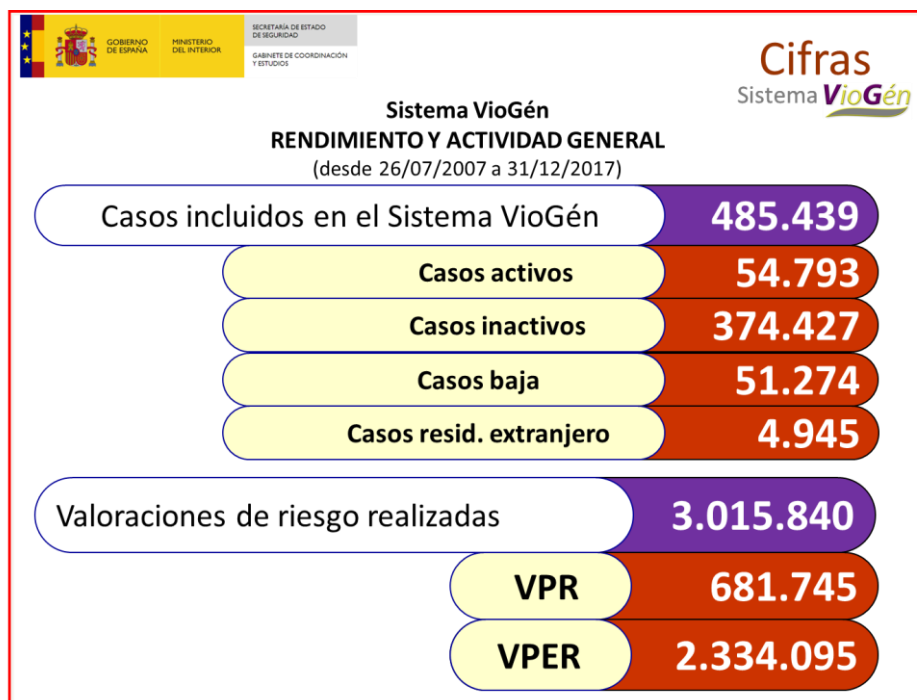 GOBIERNO
DE ESPAÑA
MINISTERIO
DEL INTERIOR
SECRETARÍA DE ESTADO
DE SEGURIDAD
GABINETE DE COORDINACIÓN
Y ESTUDIOS
Cifras
Sistema VioGén
Sistema VioGén
RENDIMIENTO Y ACTIVIDAD GENERAL
(desde 26/07/2007 a 31/12/2017)
Casos incluidos en el Sistema VioGén 485.439
Casos activos 54.793
Casos inactivos 374.427
Casos baja 51.274
Casos resid. extranjero 4.945
Valoraciones de riesgo realizadas 3.015.840
VPR 681.745
VPER 2.334.095